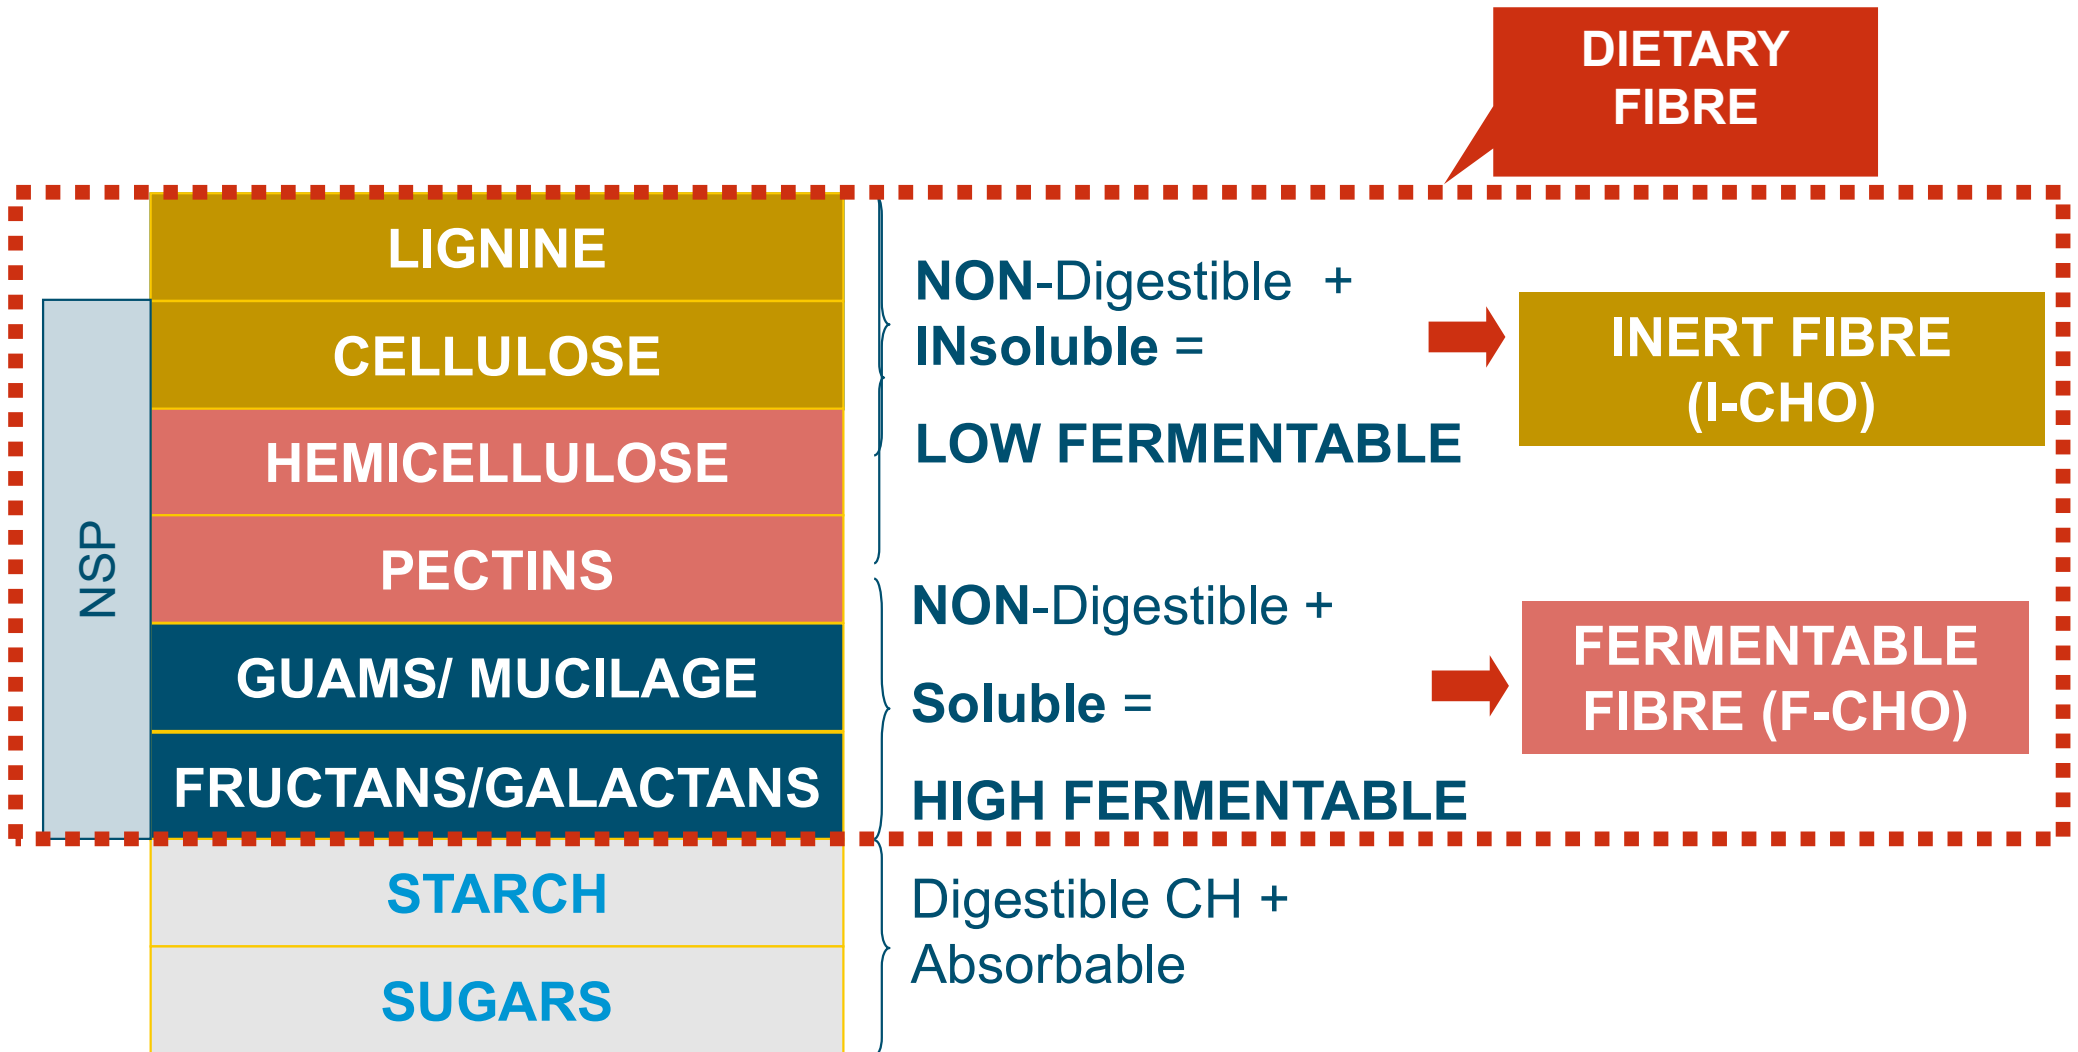 DIETARY
FIBRE
LIGNINE
CELLULOSE
HEMICELLULOSE
PECTINS
GUAMS/ MUCILAGE
FRUCTANS/GALACTANS
STARCH
SUGARS
NSP
NON-Digestible +
INsoluble =
LOW FERMENTABLE
INERT FIBRE
(I-CHO)
NON-Digestible +
Soluble =
HIGH FERMENTABLE
FERMENTABLE
FIBRE (F-CHO)
Digestible CH +
Absorbable